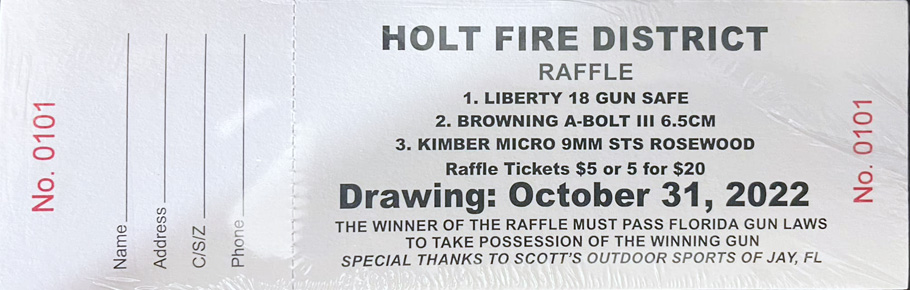 No. 0101
Name
Address
C/S/Z
Phone
HOLT FIRE DISTRICT
RAFFLE
1. LIBERTY 18 GUN SAFE
2. BROWNING A-BOLT III 6.5CM
3. KIMBER MICRO 9MM STS ROSEWOOD
Raffle Tickets $5 or 5 for $20
Drawing: October 31, 2022
THE WINNER OF THE RAFFLE MUST PASS FLORIDA GUN LAWS
TO TAKE POSSESSION OF THE WINNING GUN
SPECIAL THANKS TO SCOTT'S OUTDOOR SPORTS OF JAY, FL
No. 0101